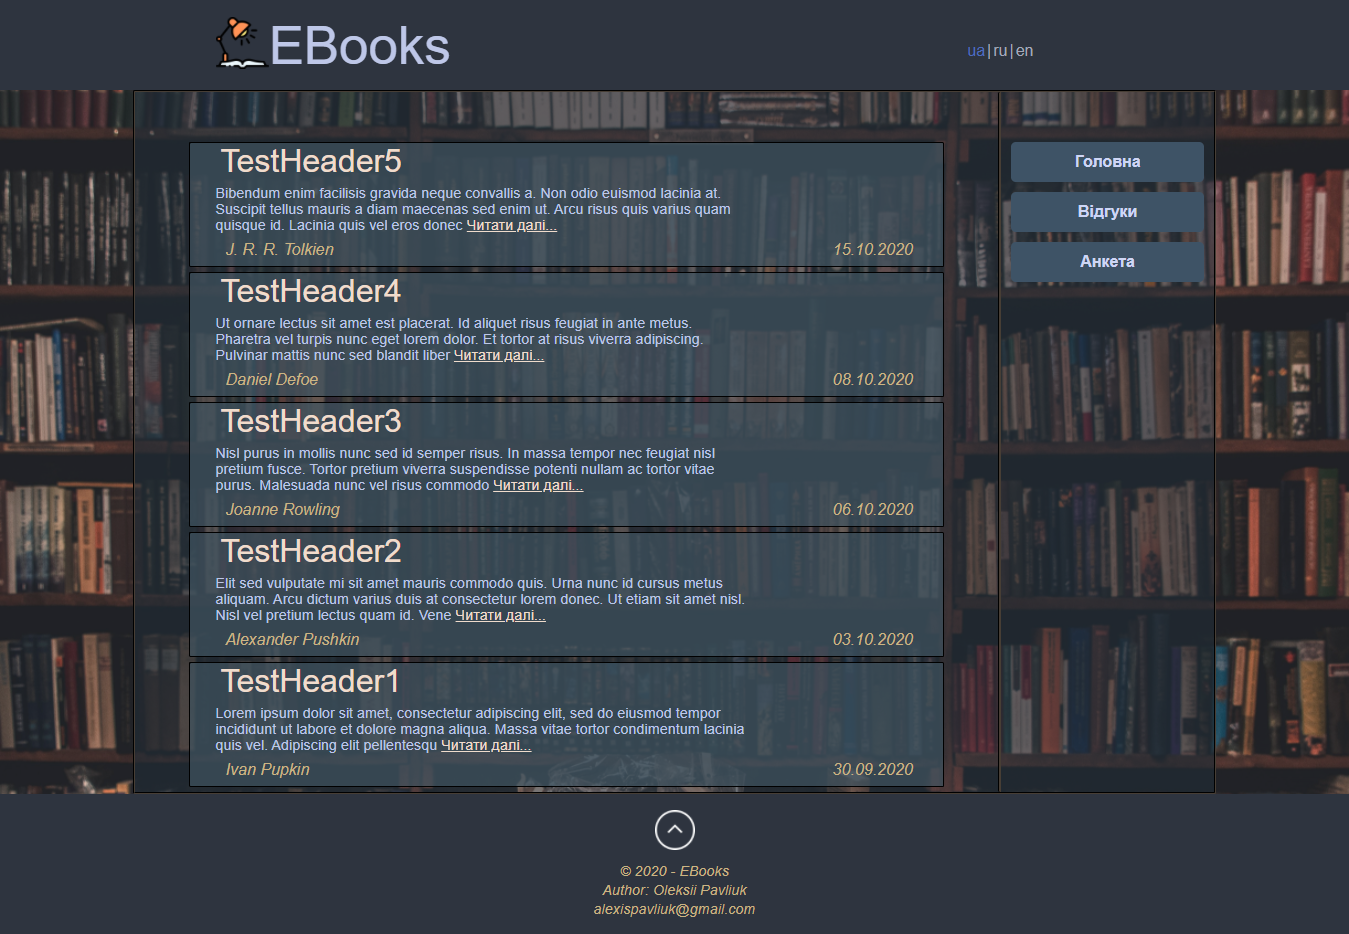 EBooks
ua|ru|en
TestHeader5
Bibendum enim facilisis gravida neque convallis a. Non odio euismod lacinia at.
Suscipit tellus mauris a diam maecenas sed enim ut. Arcu risus quis varius quam
quisque id. Lacinia quis vel eros donec Читати далі...
J. R. R. Tolkien 15.10.2020
TestHeader4
Ut ornare lectus sit amet est placerat. Id aliquet risus feugiat in ante metus.
Pharetra vel turpis nunc eget lorem dolor. Et tortor at risus viverra adipiscing.
Pulvinar mattis nunc sed blandit liber Читати далі...
Daniel Defoe 08.10.2020
TestHeader3
Nisl purus in mollis nunc sed id semper risus. In massa tempor nec feugiat nisl
pretium fusce. Tortor pretium viverra suspendisse potenti nullam ac tortor vitae
purus. Malesuada nunc vel risus commodo Читати далі...
Joanne Rowling 06.10.2020
TestHeader2
Elit sed vulputate mi sit amet mauris commodo quis. Urna nunc id cursus metus
aliquam. Arcu dictum varius duis at consectetur lorem donec. Ut etiam sit amet nisl.
Nisl vel pretium lectus quam id. Vene Читати далі...
Alexander Pushkin 03.10.2020
TestHeader1
Lorem ipsum dolor sit amet, consectetur adipiscing elit, sed do eiusmod tempor
incididunt ut labore et dolore magna aliqua. Massa vitae tortor condimentum lacinia
quis vel. Adipiscing elit pellentesqu Читати далі...
Ivan Pupkin 30.09.2020
Головна
Відгуки
Анкета
© 2020 - EBooks
Author: Oleksii Pavliuk
alexispavliuk@gmail.com